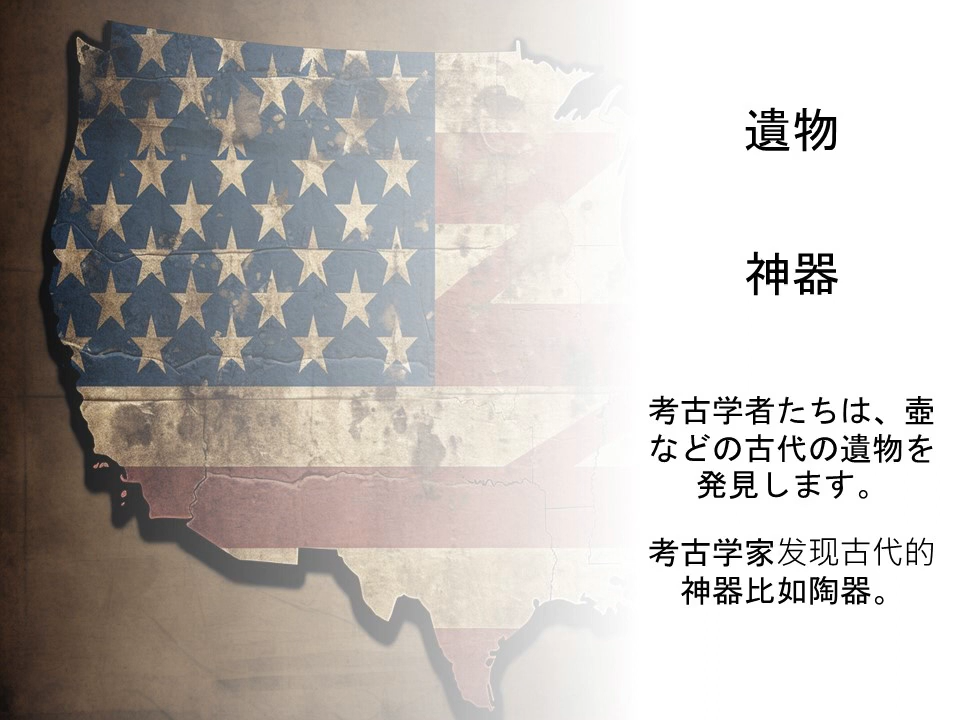 遺物
神器
考古学者たちは、壺
などの古代の遺物を
発見します。
考古学家发现古代的
神器比如陶器。